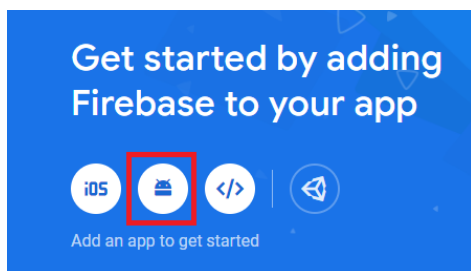 Get started by adding
Firebase to your app
iOS </>
Add an app to get started